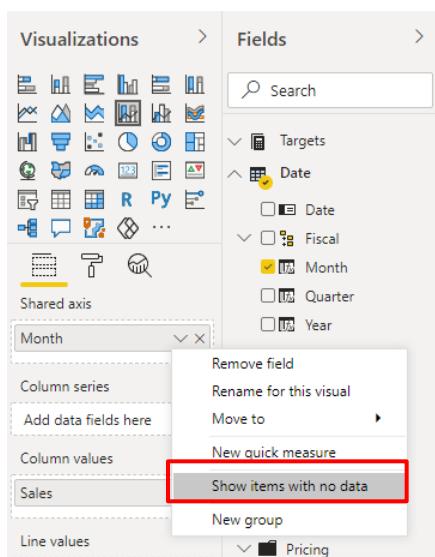 Visualizations
Fields
Search
Targets
Date
Date
Fiscal
Month
Quarter
Year
123
R Py
...
Shared axis
Month
Column series
Add data fields here
Column values
Sales
Line values
Remove field
Rename for this visual
Move to
New quick measure
Show items with no data
New group
Pricing